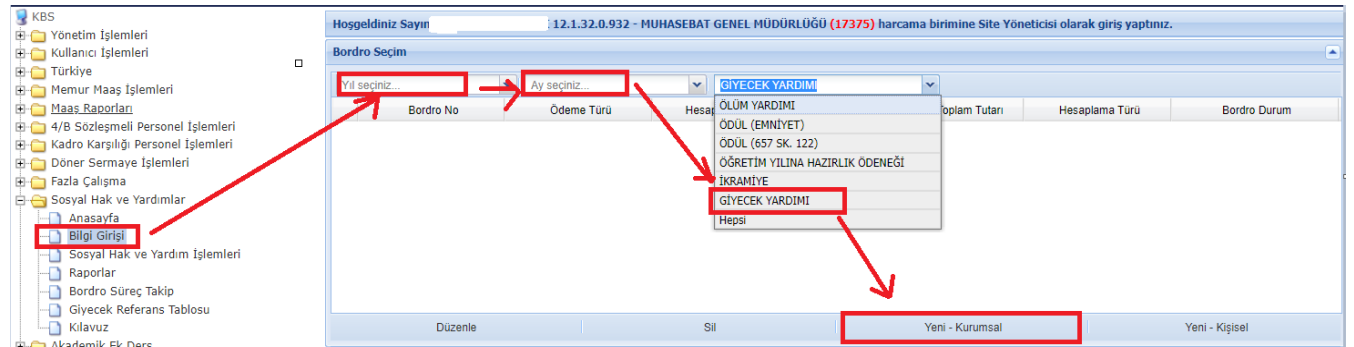 KBS
Yönetim İşlemleri
Kullanıcı İşlemleri
Türkiye
Memur Maaş İşlemleri
Maaş Raporları
4/B Sözleşmeli Personel İşlemleri
Kadro Karşılığı Personel İşlemleri
Döner Sermaye İşlemleri
Fazla Çalışma
Sosyal Hak ve Yardımlar
Anasayfa
Bilgi Girişi
Sosyal Hak ve Yardım İşlemleri
Raporlar
Bordro Süreç Takip
Giyecek Referans Tablosu
Kılavuz
Akademik Ek Ders
Hoşgeldiniz Sayın 12.1.32.0.932 - MUHASEBAT GENEL MÜDÜRLÜĞÜ (17375) harcama birimine Site Yöneticisi olarak giriş yaptınız.
Bordro Seçim
Yıl seçiniz... Ay seçiniz... GİYECEK YARDIMI
Bordro No Ödeme Türü Toplam Tutarı Hesaplama Türü Bordro Durum
ÖLÜM YARDIMI
ÖDÜL (EMNİYET)
ÖDÜL (657 SK. 122)
ÖĞRETİM YILINA HAZIRLIK ÖDENEĞİ
İKRAMİYE
GİYECEK YARDIMI
Hepsi
Düzenle Sil Yeni - Kurumsal Yeni - Kişisel